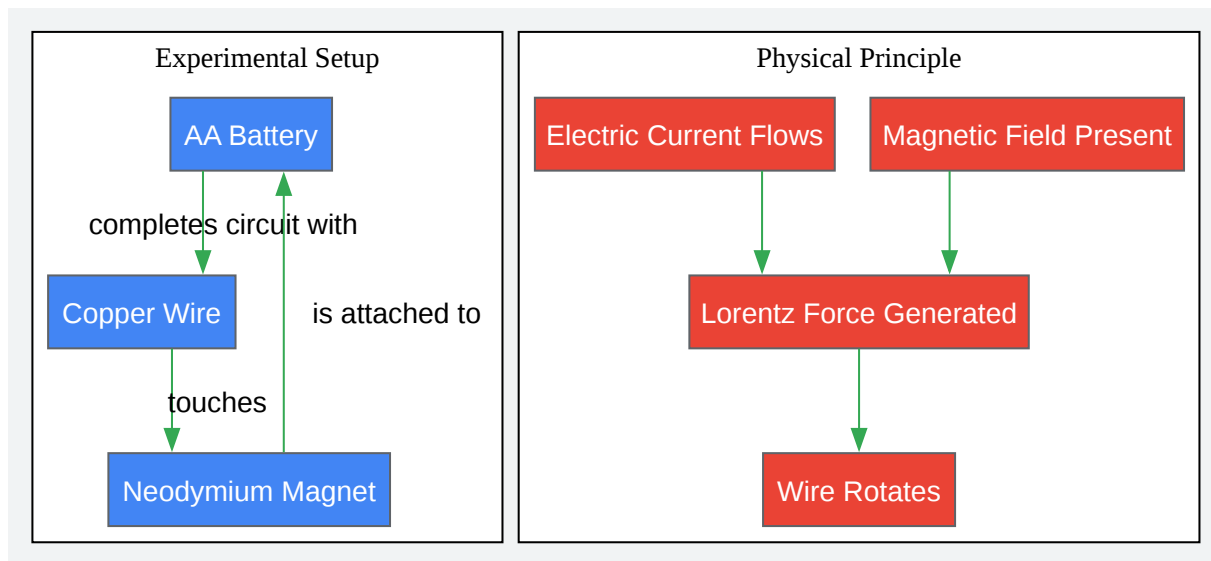 Experimental Setup
AA Battery
completes circuit with
Copper Wire
is attached to
touches
Neodymium Magnet
Physical Principle
Electric Current Flows
Magnetic Field Present
Lorentz Force Generated
Wire Rotates